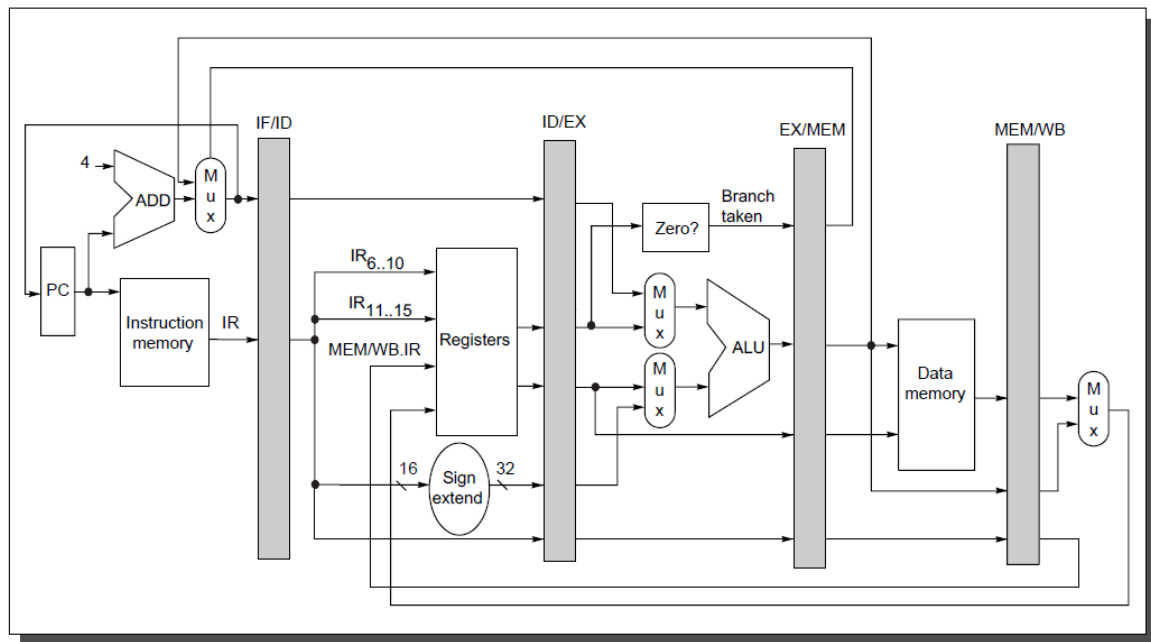 IF/ID
ID/EX
EX/MEM
MEM/WB
4
ADD
M
u
x
Branch
taken
Zero?
PC
Instruction
memory
IR
IR6..10
IR11..15
MEM/WB.IR
Registers
M
u
x
M
u
x
ALU
Data
memory
M
u
x
16
Sign
extend
32